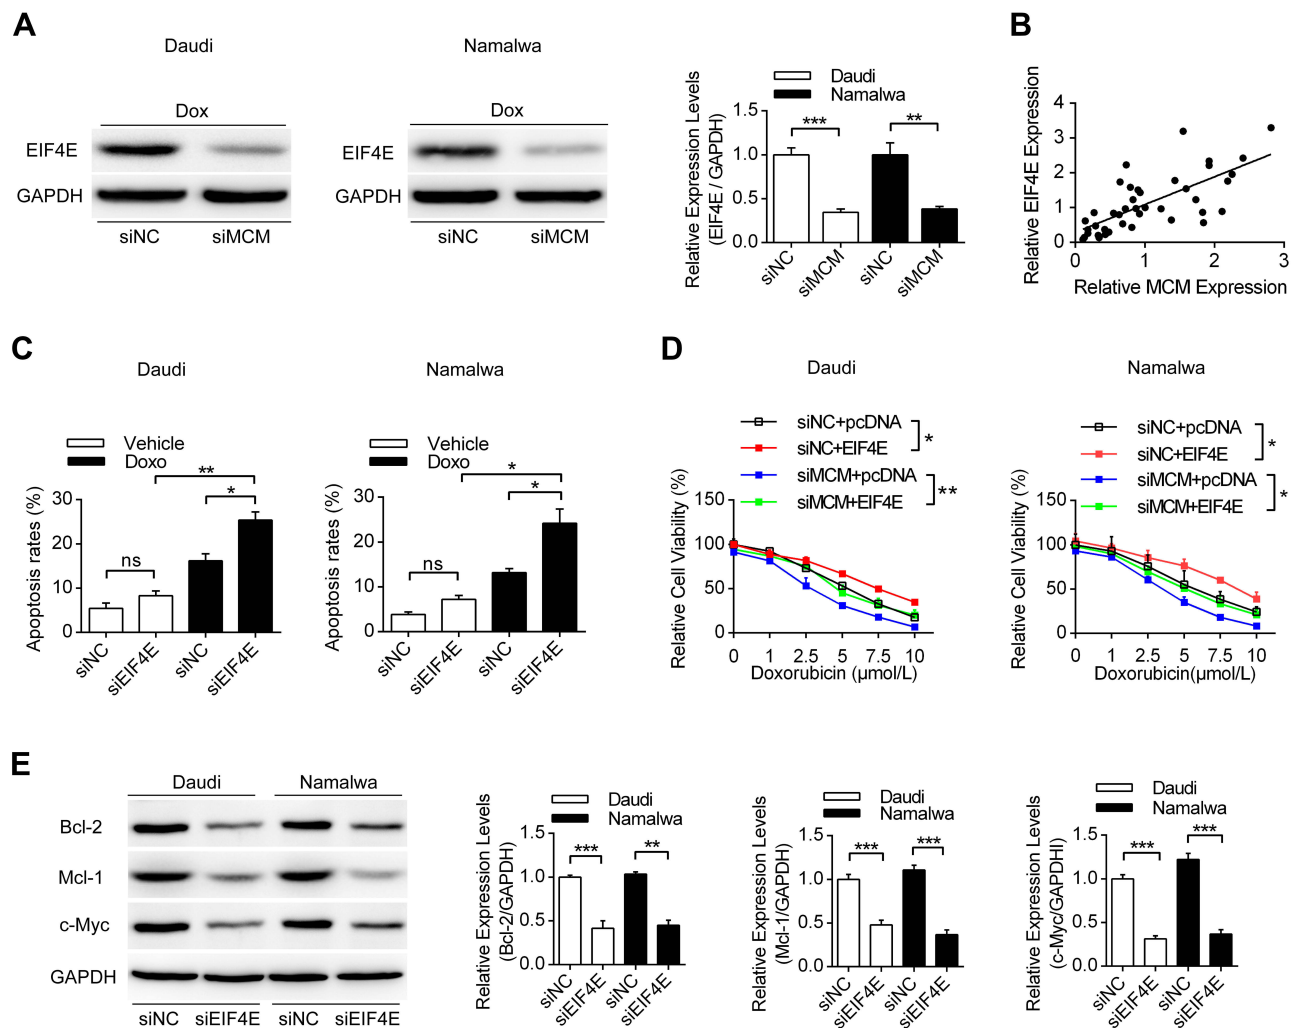 A
Daudi
Namalwa
Dox
Dox
EIF4E
GAPDH
siNC
siMCM
EIF4E
GAPDH
siNC
siMCM
Daudi
Namalwa
Relative Expression Levels
(EIF4E / GAPDH)
1.5
1.0
0.5
0.0
***
**
siNC
siMCM
siNC
siMCM
B
Relative EIF4E Expression
4
3
2
1
0
0
1
2
3
Relative MCM Expression
C
Daudi
Vehicle
Doxo
Apoptosis rates (%)
30
20
10
0
ns
**
*
siNC
siEIF4E
siNC
siEIF4E
Namalwa
Vehicle
Doxo
Apoptosis rates (%)
30
20
10
0
ns
*
*
siNC
siEIF4E
siNC
siEIF4E
D
Daudi
siNC+pcDNA
siNC+EIF4E
siMCM+pcDNA
siMCM+EIF4E
*
**
Relative Cell Viability (%)
150
100
50
0
0 1 2.5 5 7.5 10
Doxorubicin (μmol/L)
Namalwa
siNC+pcDNA
siNC+EIF4E
siMCM+pcDNA
siMCM+EIF4E
*
*
Relative Cell Viability (%)
150
100
50
0
0 1 2.5 5 7.5 10
Doxorubicin(μmol/L)
E
Daudi
Namalwa
Bcl-2
Mcl-1
c-Myc
GAPDH
siNC siEIF4E siNC siEIF4E
Daudi
Namalwa
Relative Expression Levels
(Bcl-2/GAPDH)
1.5
1.0
0.5
0.0
***
**
siNC
siEIF4E
siNC
siEIF4E
Daudi
Namalwa
Relative Expression Levels
(Mcl-1/GAPDH)
1.5
1.0
0.5
0.0
***
***
siNC
siEIF4E
siNC
siEIF4E
Daudi
Namalwa
Relative Expression Levels
(c-Myc/GAPDHI)
1.5
1.0
0.5
0.0
***
***
siNC
siEIF4E
siNC
siEIF4E